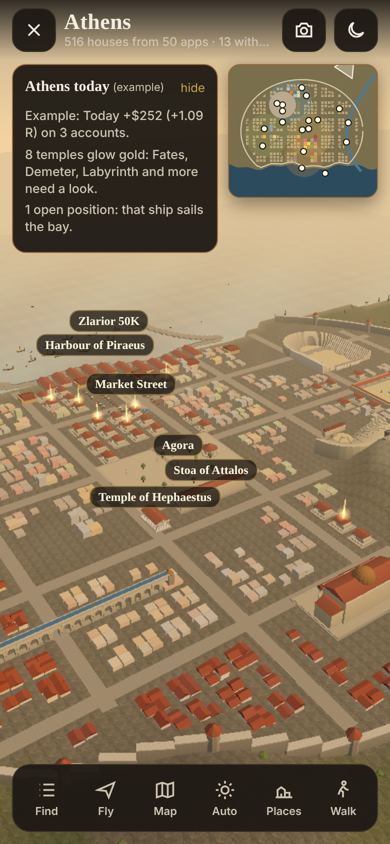 Athens
516 houses from 50 apps · 13 with...
Athens today (example) hide
Example: Today +$252 (+1.09
R) on 3 accounts.
8 temples glow gold: Fates,
Demeter, Labyrinth and more
need a look.
1 open position: that ship sails
the bay.
Zlarior 50K
Harbour of Piraeus
Market Street
Agora
Stoa of Attalos
Temple of Hephaestus
Find Fly Map Auto Places Walk